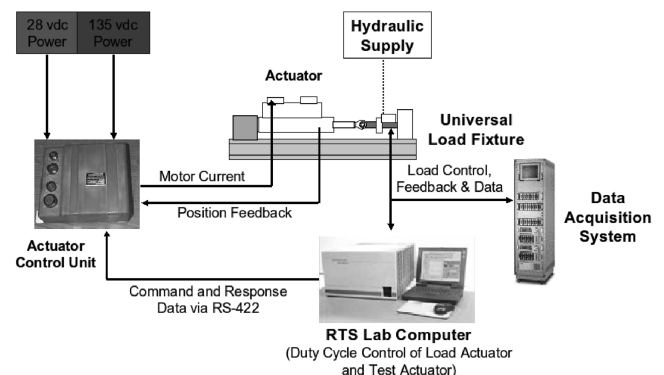 28 vdc
Power
135 vdc
Power
Hydraulic
Supply
Actuator
Universal
Load Fixture
Motor Current
Load Control,
Feedback & Data
Position Feedback
Data
Acquisition
System
Actuator
Control Unit
Command and Response
Data via RS-422
RTS Lab Computer
(Duty Cycle Control of Load Actuator
and Test Actuator)